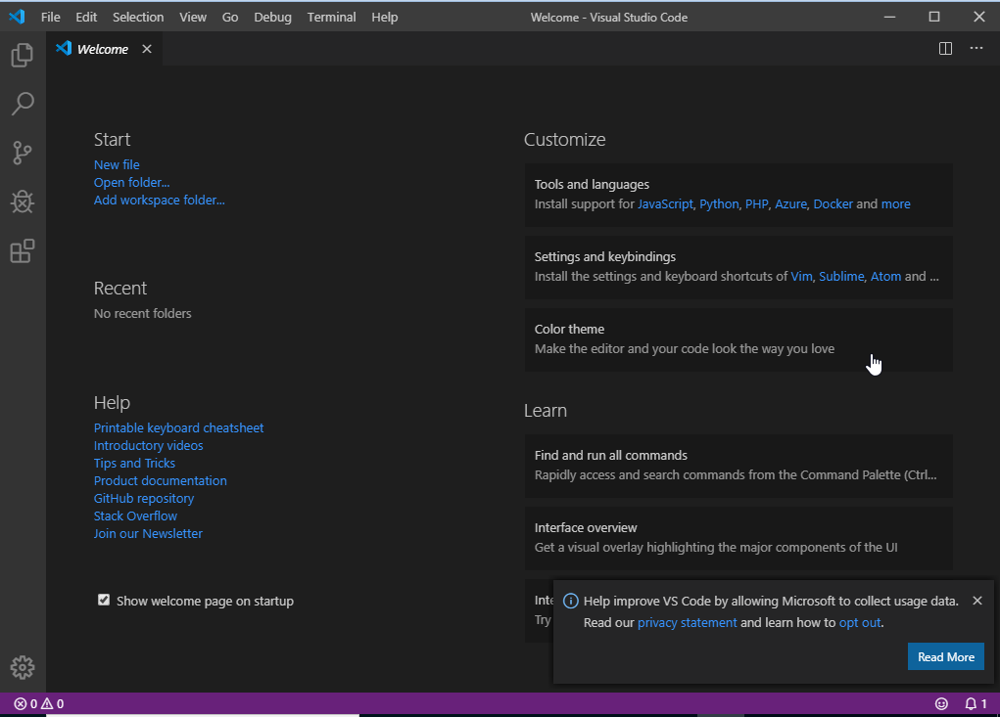 File Edit Selection View Go Debug Terminal Help
Welcome - Visual Studio Code
Welcome
Start
New file
Open folder...
Add workspace folder...
Recent
No recent folders
Help
Printable keyboard cheatsheet
Introductory videos
Tips and Tricks
Product documentation
GitHub repository
Stack Overflow
Join our Newsletter
Show welcome page on startup
Customize
Tools and languages
Install support for JavaScript, Python, PHP, Azure, Docker and more
Settings and keybindings
Install the settings and keyboard shortcuts of Vim, Sublime, Atom and ...
Color theme
Make the editor and your code look the way you love
Learn
Find and run all commands
Rapidly access and search commands from the Command Palette (Ctrl...
Interface overview
Get a visual overlay highlighting the major components of the UI
Inte
Try
Help improve VS Code by allowing Microsoft to collect usage data.
Read our privacy statement and learn how to opt out.
Read More
0 0
1